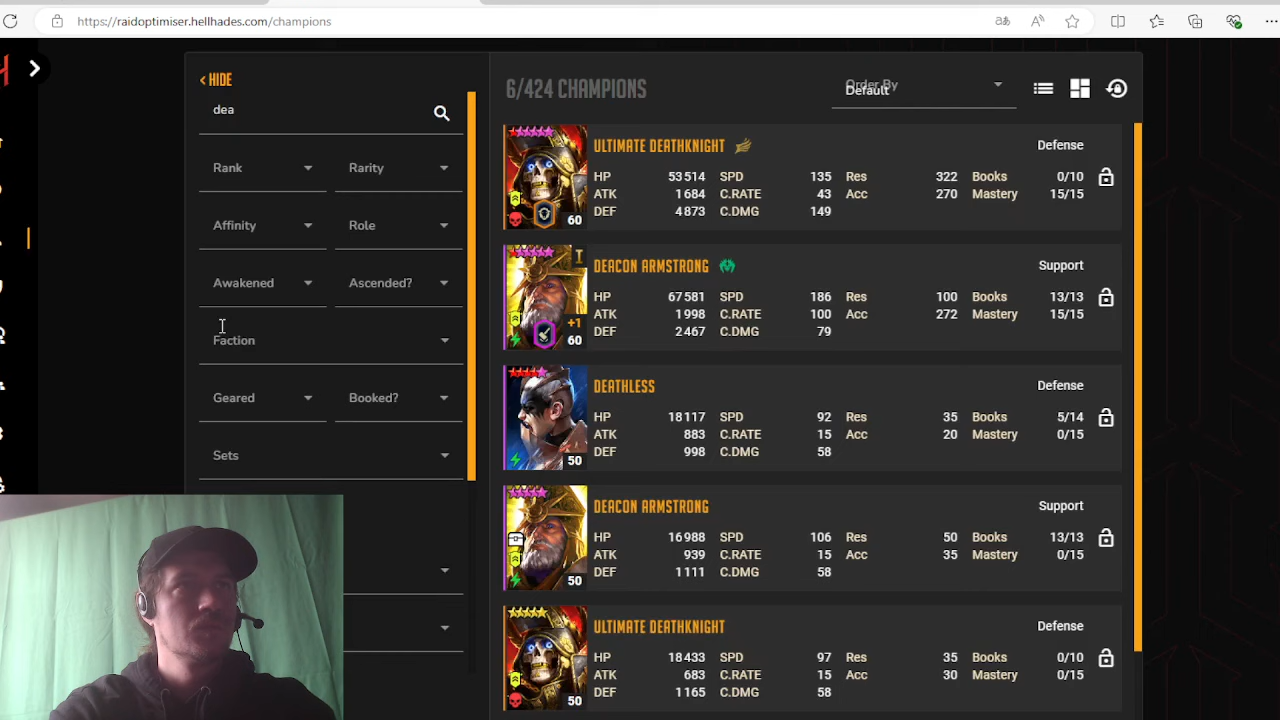 https://raidoptimiser.hellhades.com/champions
HIDE
dea
Rank Rarity
Affinity Role
Awakened Ascended?
Faction
Geared Booked?
Sets
6/424 CHAMPIONS
Order By
Default
ULTIMATE DEATHKNIGHT Defense
HP 53 514 SPD 135 Res 322 Books 0/10
ATK 1 684 C.RATE 43 Acc 270 Mastery 15/15
DEF 4 873 C.DMG 149
60
DEACON ARMSTRONG Support
HP 67 581 SPD 186 Res 100 Books 13/13
ATK 1 998 C.RATE 100 Acc 272 Mastery 15/15
DEF 2 467 C.DMG 79
+1
60
DEATHLESS Defense
HP 18 117 SPD 92 Res 35 Books 5/14
ATK 883 C.RATE 15 Acc 20 Mastery 0/15
DEF 998 C.DMG 58
50
DEACON ARMSTRONG Support
HP 16 988 SPD 106 Res 50 Books 13/13
ATK 939 C.RATE 15 Acc 35 Mastery 0/15
DEF 1 111 C.DMG 58
50
ULTIMATE DEATHKNIGHT Defense
HP 18 433 SPD 97 Res 35 Books 0/10
ATK 683 C.RATE 15 Acc 30 Mastery 0/15
DEF 1 165 C.DMG 58
50